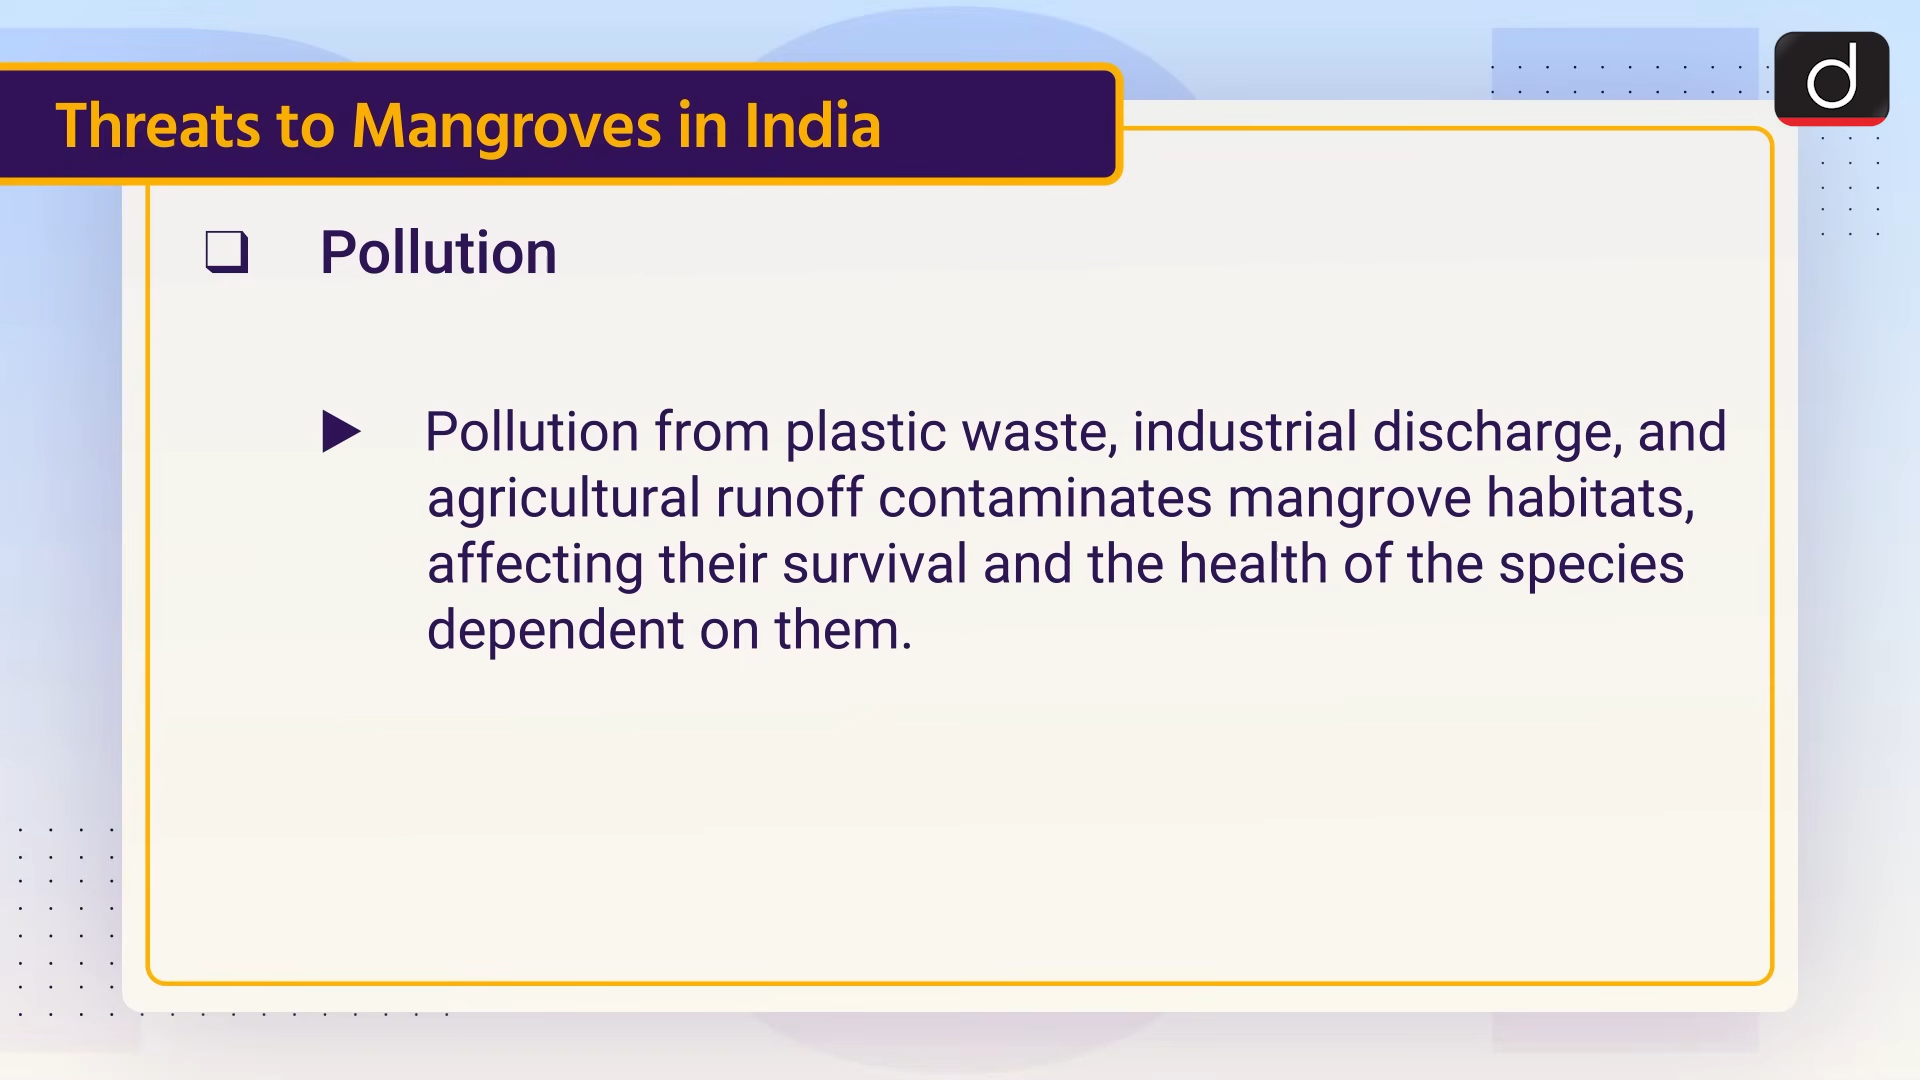 Threats to Mangroves in India
d
❑ Pollution
▶ Pollution from plastic waste, industrial discharge, and
agricultural runoff contaminates mangrove habitats,
affecting their survival and the health of the species
dependent on them.